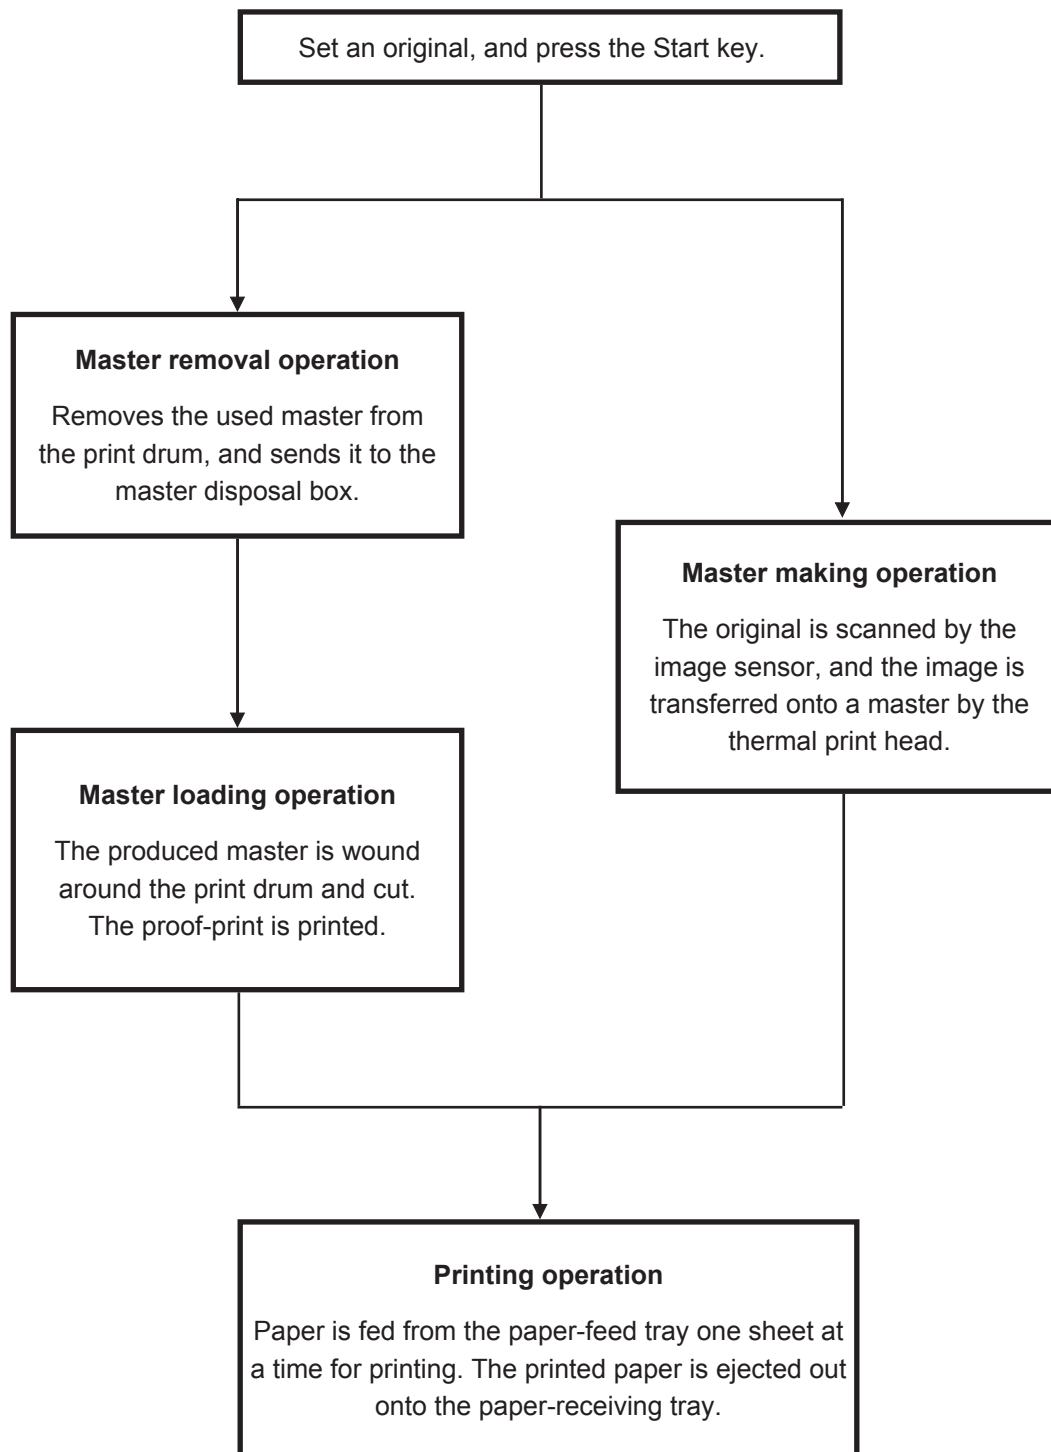 Set an original, and press the Start key.
Master removal operation
Removes the used master from
the print drum, and sends it to the
master disposal box.
Master making operation
The original is scanned by the
image sensor, and the image is
transferred onto a master by the
thermal print head.
Master loading operation
The produced master is wound
around the print drum and cut.
The proof-print is printed.
Printing operation
Paper is fed from the paper-feed tray one sheet at
a time for printing. The printed paper is ejected out
onto the paper-receiving tray.